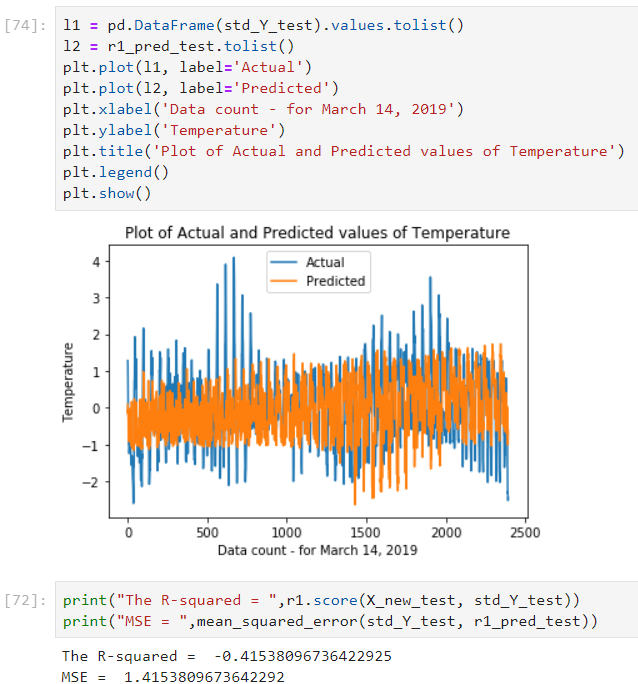 [74]:
l1 = pd.DataFrame(std_Y_test).values.tolist()
l2 = r1_pred_test.tolist()
plt.plot(l1, label='Actual')
plt.plot(l2, label='Predicted')
plt.xlabel('Data count - for March 14, 2019')
plt.ylabel('Temperature')
plt.title('Plot of Actual and Predicted values of Temperature')
plt.legend()
plt.show()
Plot of Actual and Predicted values of Temperature
Actual
Predicted
4
3
2
1
0
−1
−2
Temperature
0 500 1000 1500 2000 2500
Data count - for March 14, 2019
[72]:
print("The R-squared = ",r1.score(X_new_test, std_Y_test))
print("MSE = ",mean_squared_error(std_Y_test, r1_pred_test))
The R-squared =  -0.41538096736422925
MSE =  1.4153809673642292